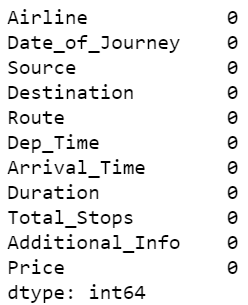 Airline 0
Date_of_Journey 0
Source 0
Destination 0
Route 0
Dep_Time 0
Arrival_Time 0
Duration 0
Total_Stops 0
Additional_Info 0
Price 0
dtype: int64